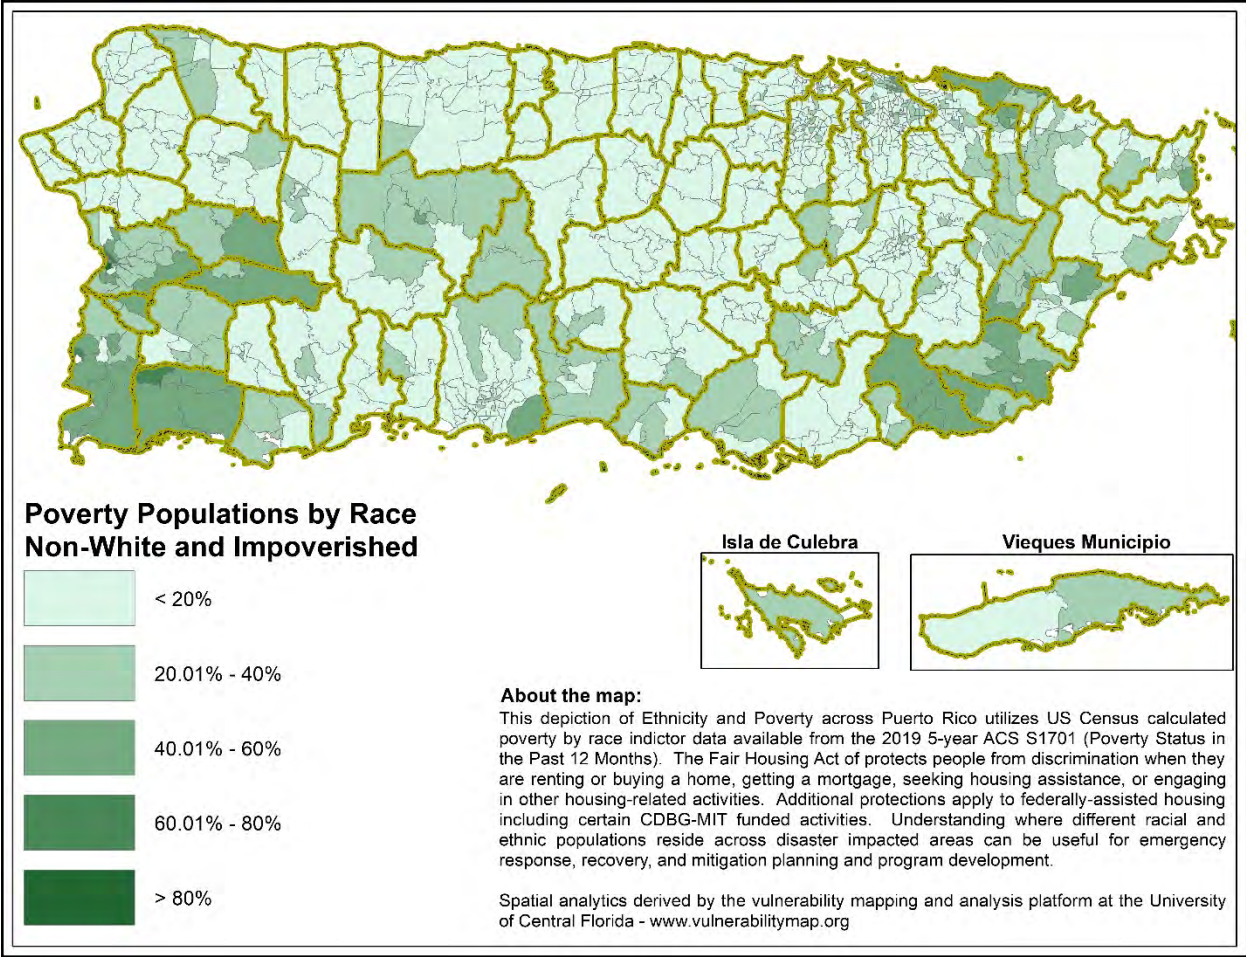 Poverty Populations by Race
Non-White and Impoverished
< 20%
20.01% - 40%
40.01% - 60%
60.01% - 80%
> 80%
Isla de Culebra
Vieques Municipio
About the map:
This depiction of Ethnicity and Poverty across Puerto Rico utilizes US Census calculated
poverty by race indictor data available from the 2019 5-year ACS S1701 (Poverty Status in
the Past 12 Months). The Fair Housing Act of protects people from discrimination when they
are renting or buying a home, getting a mortgage, seeking housing assistance, or engaging
in other housing-related activities. Additional protections apply to federally-assisted housing
including certain CDBG-MIT funded activities. Understanding where different racial and
ethnic populations reside across disaster impacted areas can be useful for emergency
response, recovery, and mitigation planning and program development.
Spatial analytics derived by the vulnerability mapping and analysis platform at the University
of Central Florida - www.vulnerabilitymap.org